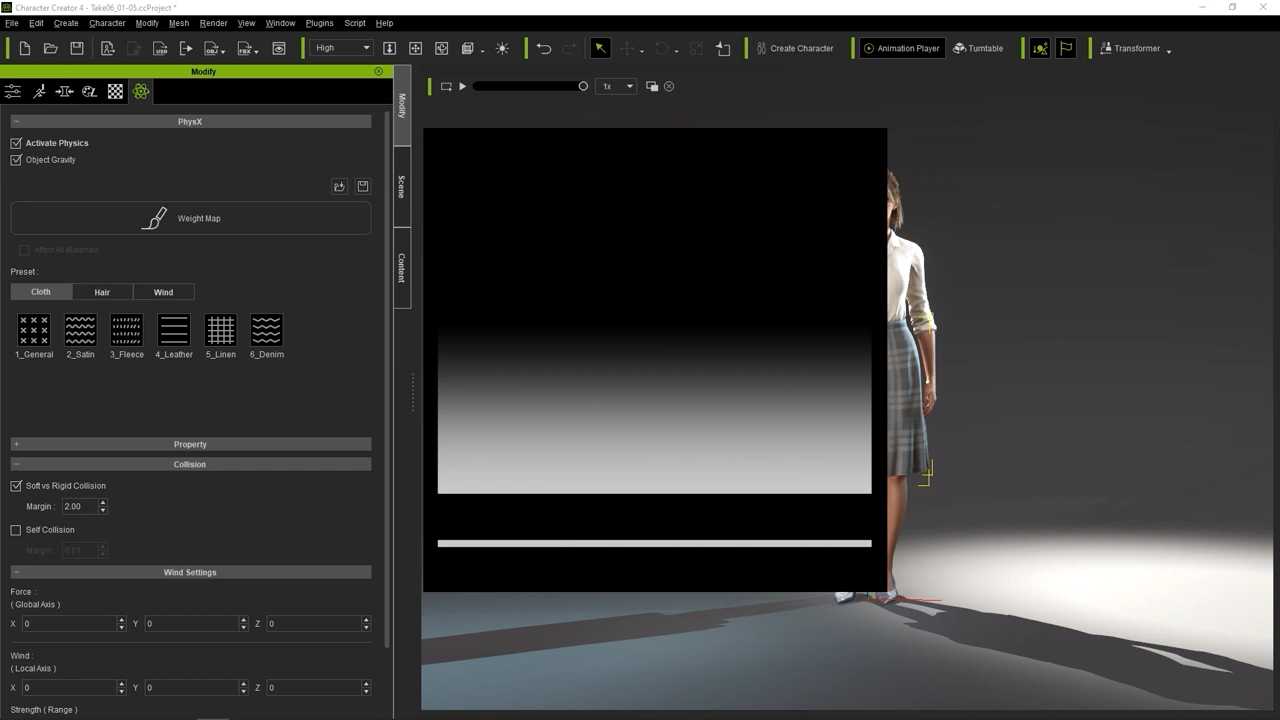 Character Creator 4 - Take06_01-05.ccProject *
File Edit Create Character Modify Mesh Render View Window Plugins Script Help
High Create Character Animation Player Turntable Transformer
Modify
1x
PhysX
Activate Physics
Object Gravity
Weight Map
Affect All Materials
Preset :
Cloth Hair Wind
1_General 2_Satin 3_Fleece 4_Leather 5_Linen 6_Denim
Property
Collision
Soft vs Rigid Collision
Margin : 2.00
Self Collision
Margin : 0.01
Wind Settings
Force :
( Global Axis )
X 0 Y 0 Z 0
Wind :
( Local Axis )
X 0 Y 0 Z 0
Strength ( Range )
Modify
Scene
Content